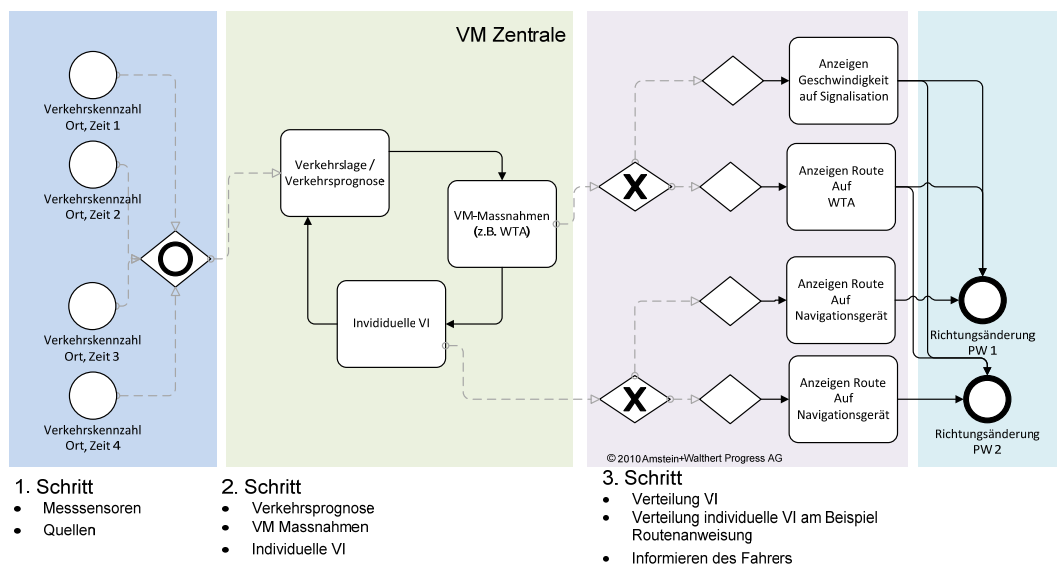 VM Zentrale
Verkehrskennzahl
Ort, Zeit 1
Verkehrskennzahl
Ort, Zeit 2
Verkehrskennzahl
Ort, Zeit 3
Verkehrskennzahl
Ort, Zeit 4
Verkehrslage /
Verkehrsprognose
VM-Massnahmen
(z.B. WTA)
Invididuelle VI
X
X
Anzeigen
Geschwindigkeit
auf Signalisation
Anzeigen Route
Auf
WTA
Anzeigen Route
Auf
Navigationsgerät
Anzeigen Route
Auf
Navigationsgerät
Richtungsänderung
PW 1
Richtungsänderung
PW 2
© 2010 Amstein+Walthert Progress AG
1. Schritt
• Messsensoren
• Quellen
2. Schritt
• Verkehrsprognose
• VM Massnahmen
• Individuelle VI
3. Schritt
• Verteilung VI
• Verteilung individuelle VI am Beispiel
Routenanweisung
• Informieren des Fahrers